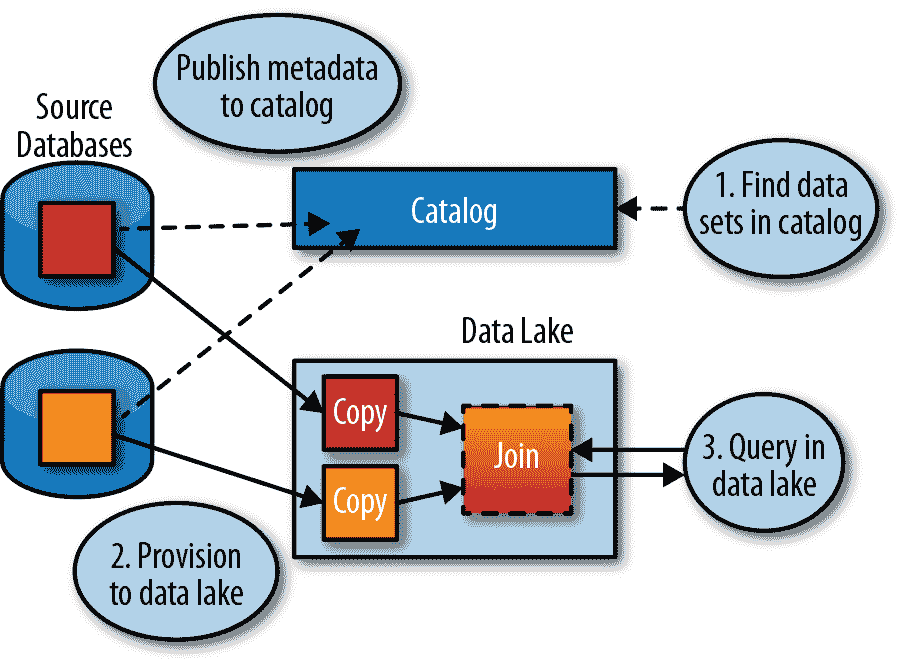 Publish metadata
to catalog
Source
Databases
Catalog
1. Find data
sets in catalog
Data Lake
Copy
Join
Copy
3. Query in
data lake
2. Provision
to data lake